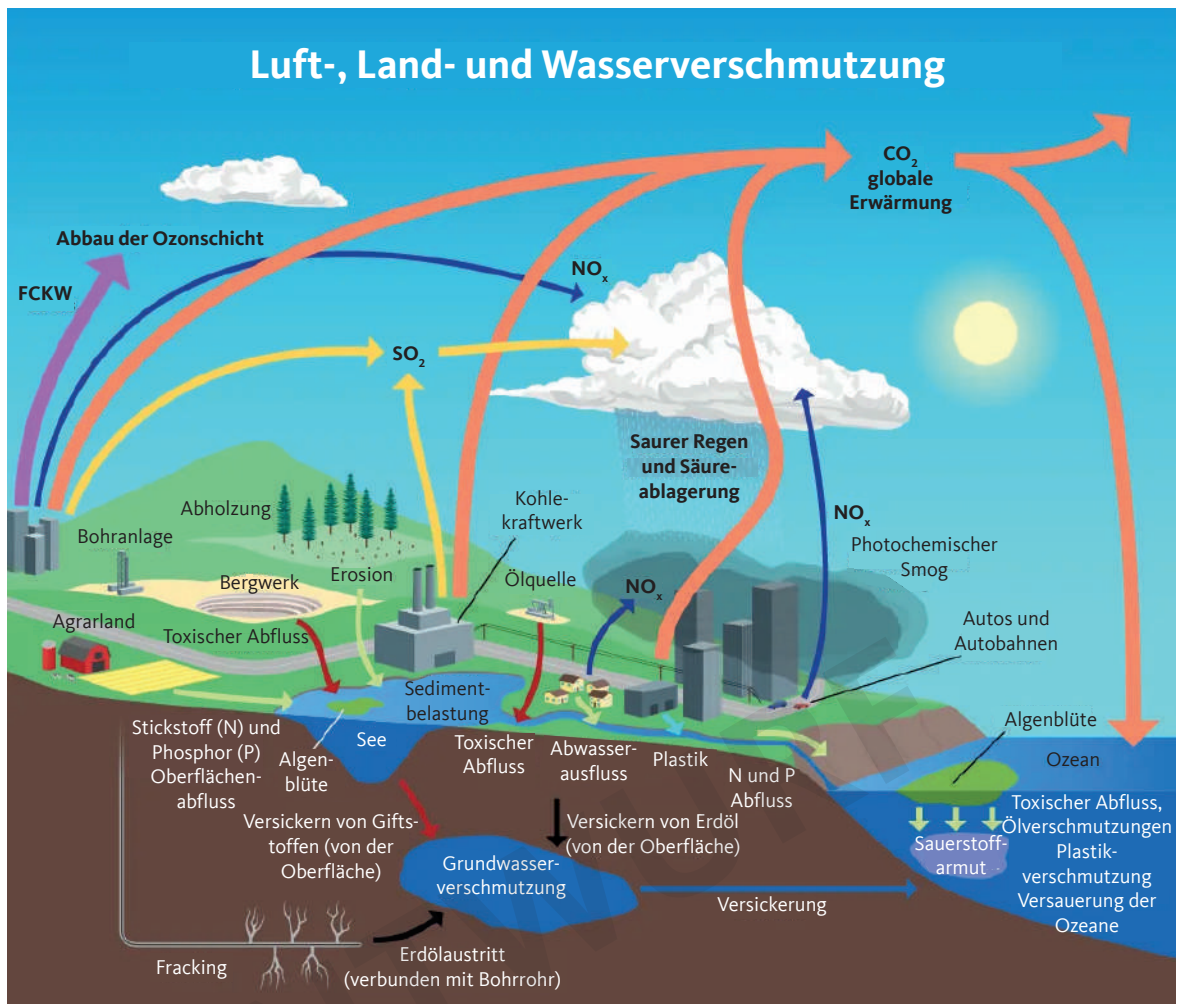 Luft-, Land- und Wasserverschmutzung
CO₂
globale
Erwärmung
Abbau der Ozonschicht
FCKW
NOₓ
SO₂
Saurer Regen
und Säure-
ablagerung
Kohle-
kraftwerk
NOₓ
Photochemischer
Smog
Abholzung
Bohranlage
Bergwerk
Erosion
Ölquelle
NOₓ
Agrarland
Toxischer Abfluss
Autos und
Autobahnen
Sediment-
belastung
Stickstoff (N) und
Phosphor (P)
Oberflächen-
abfluss
Algen-
blüte
See
Toxischer
Abfluss
Abwasser-
ausfluss
Plastik
N und P
Abfluss
Algenblüte
Ozean
Versickern von Gifts-
toffen (von der
Oberfläche)
Versickern von Erdöl
(von der Oberfläche)
Grundwasser-
verschmutzung
Versickerung
Sauerstoff-
armut
Toxischer Abfluss,
Ölverschmutzungen
Plastik-
verschmutzung
Versauerung der
Ozeane
Fracking
Erdölaustritt
(verbunden mit Bohrrohr)